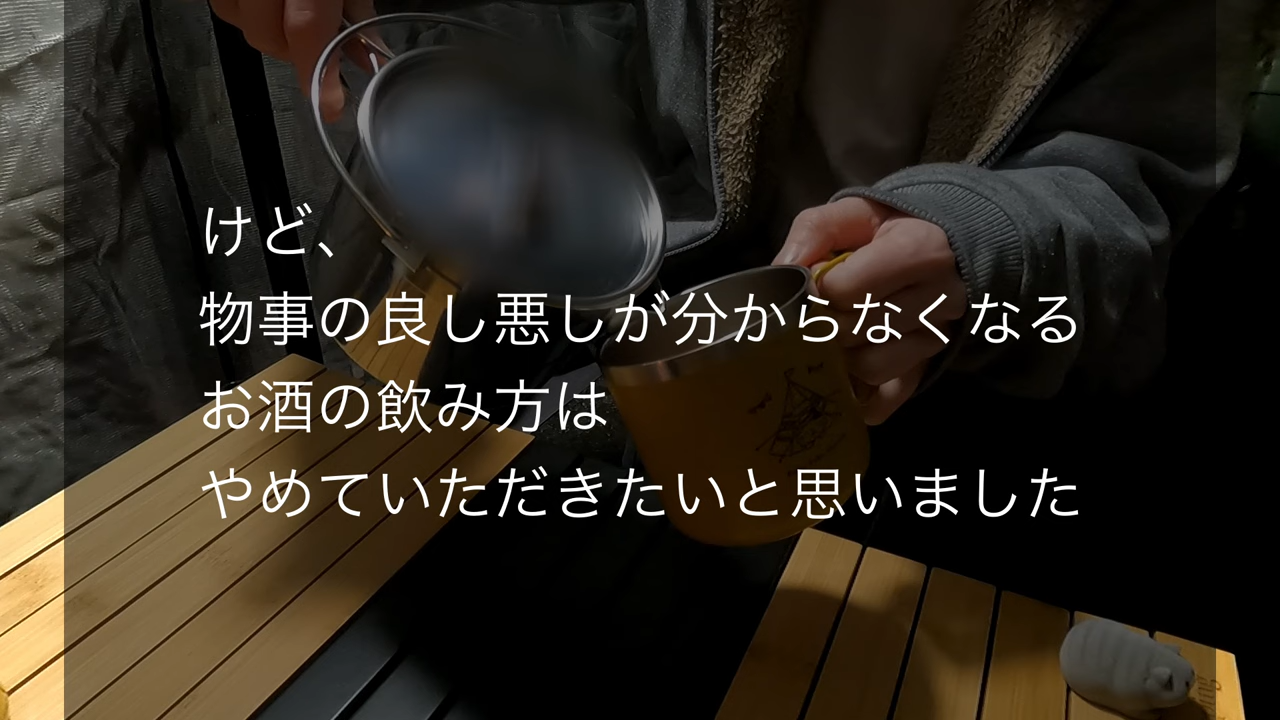 けど、
物事の良し悪しが分からなくなる
お酒の飲み方は
やめていただきたいと思いました